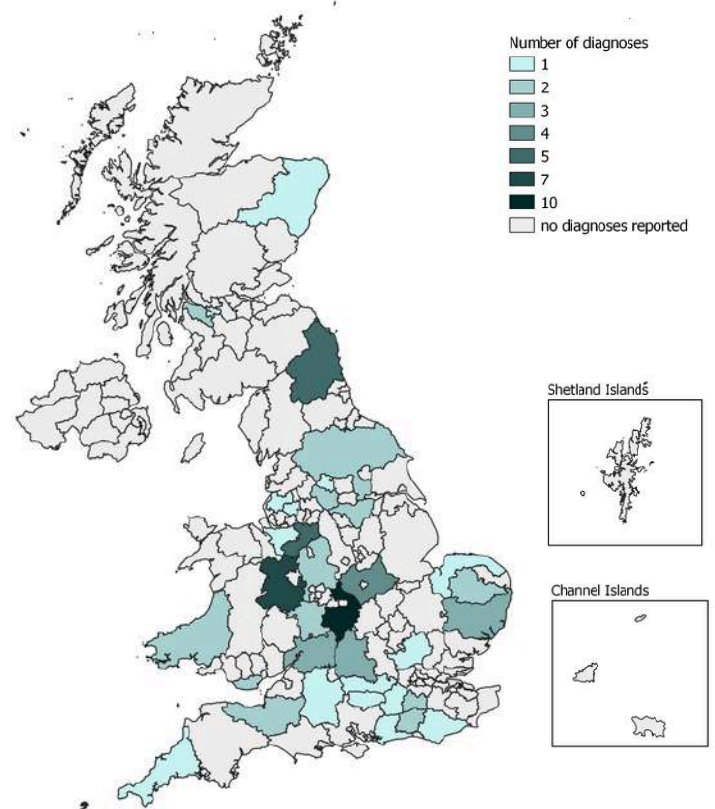 Number of diagnoses
1
2
3
4
5
7
10
no diagnoses reported
Shetland Islands
Channel Islands